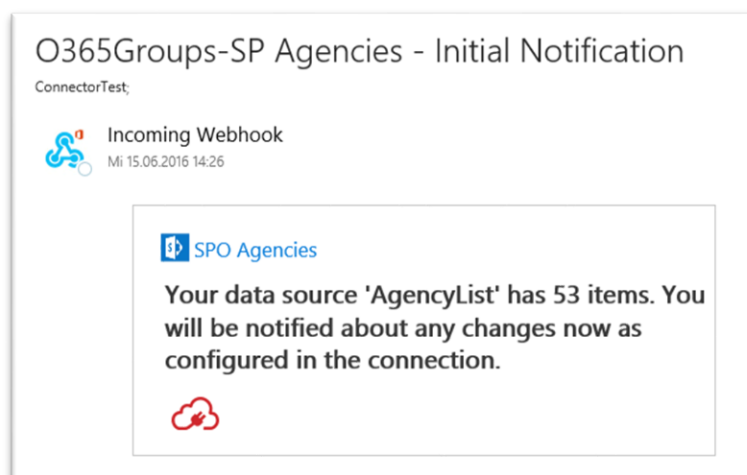 O365Groups-SP Agencies - Initial Notification
ConnectorTest;
Incoming Webhook
Mi 15.06.2016 14:26
SPO Agencies
Your data source 'AgencyList' has 53 items. You
will be notified about any changes now as
configured in the connection.